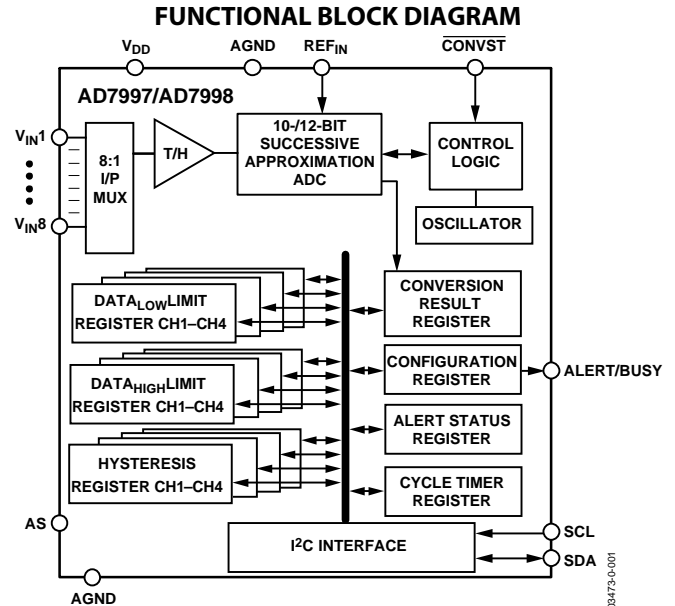 FUNCTIONAL BLOCK DIAGRAM
VDD
AGND
REFIN
CONVST
AD7997/AD7998
VIN1
VIN8
8:1
I/P
MUX
T/H
10-/12-BIT
SUCCESSIVE
APPROXIMATION
ADC
CONTROL
LOGIC
OSCILLATOR
DATALOWLIMIT
REGISTER CH1–CH4
CONVERSION
RESULT
REGISTER
DATAHIGHLIMIT
REGISTER CH1–CH4
CONFIGURATION
REGISTER
ALERT/BUSY
ALERT STATUS
REGISTER
HYSTERESIS
REGISTER CH1–CH4
CYCLE TIMER
REGISTER
AS
I2C INTERFACE
SCL
SDA
AGND
03473-0-001